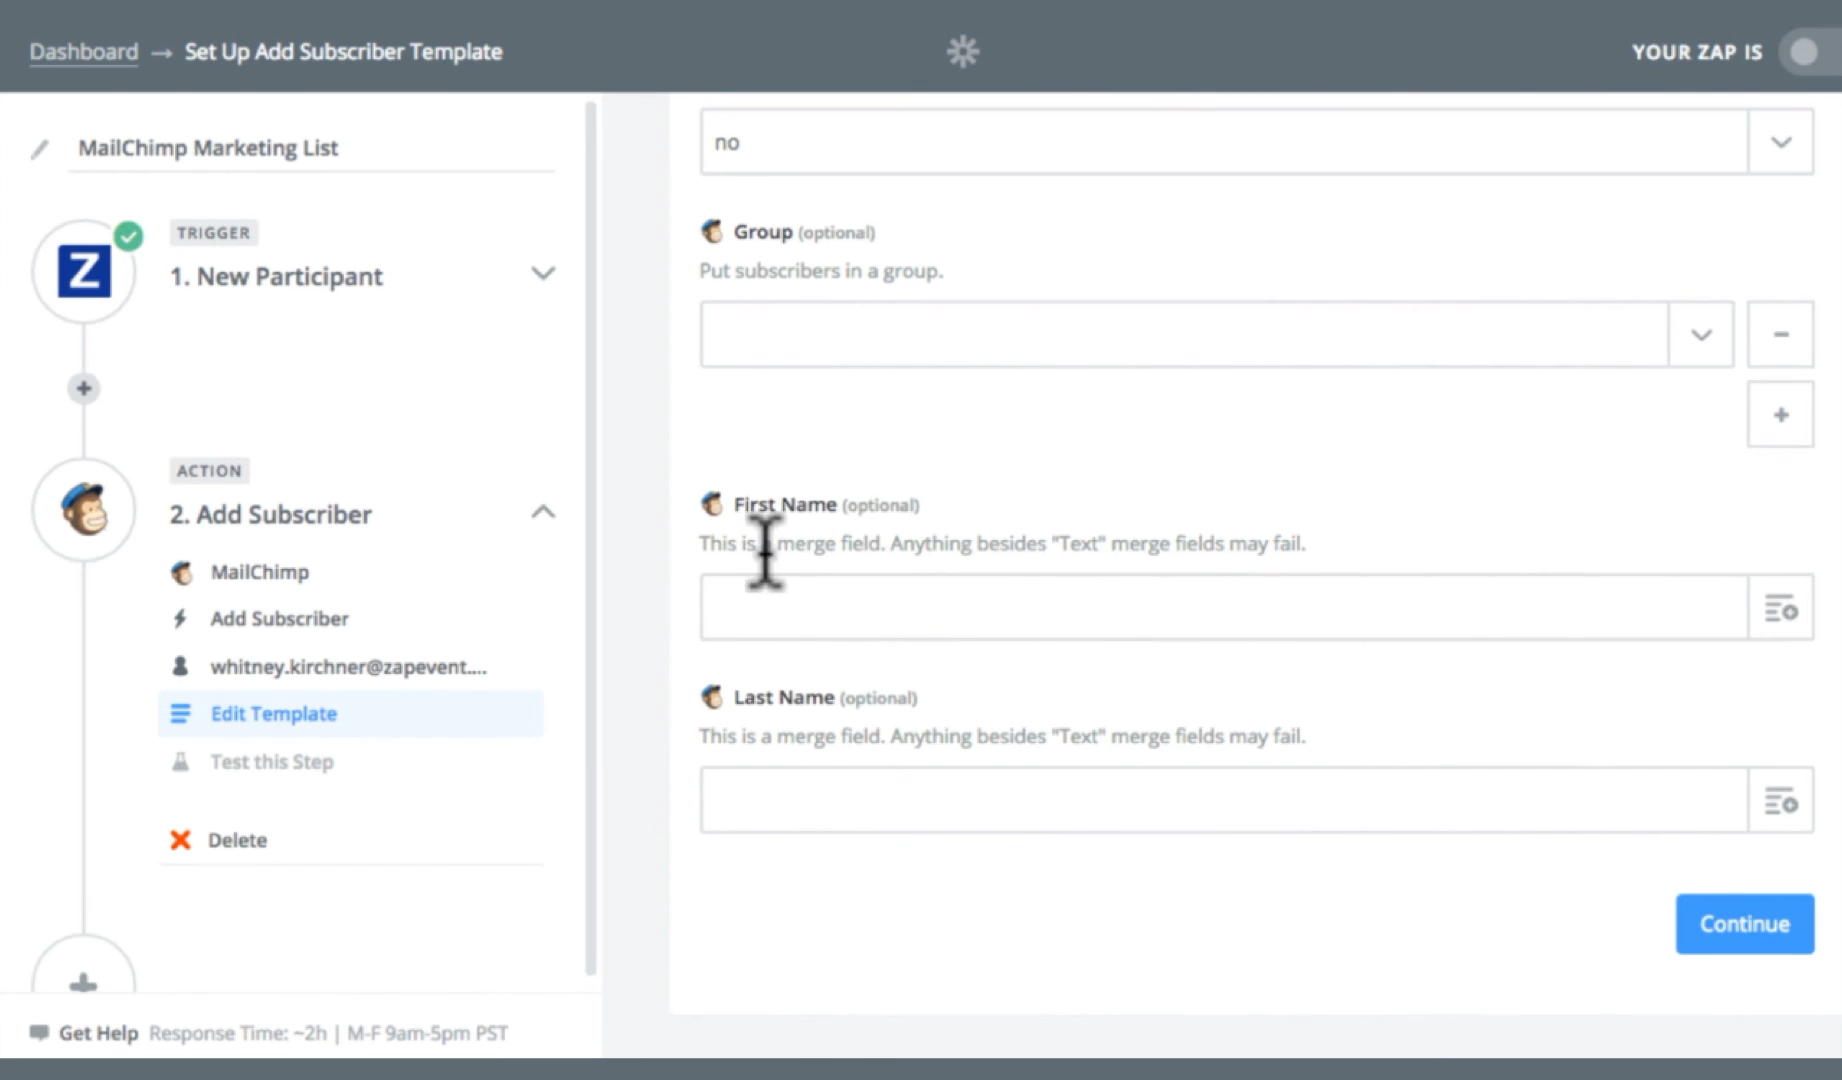 Dashboard → Set Up Add Subscriber Template
YOUR ZAP IS
MailChimp Marketing List
TRIGGER
1. New Participant
ACTION
2. Add Subscriber
MailChimp
Add Subscriber
whitney.kirchner@zapevent....
Edit Template
Test this Step
Delete
Get Help Response Time: ~2h | M-F 9am-5pm PST
no
Group (optional)
Put subscribers in a group.
First Name (optional)
This is a merge field. Anything besides "Text" merge fields may fail.
Last Name (optional)
This is a merge field. Anything besides "Text" merge fields may fail.
Continue